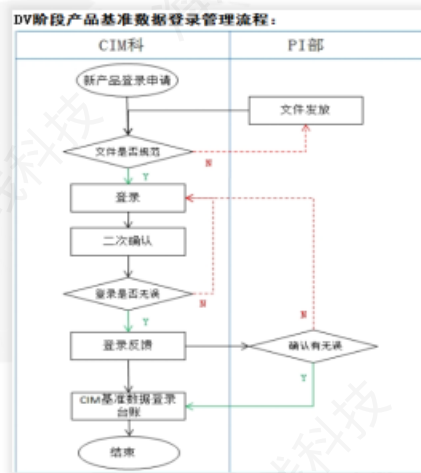 DV阶段产品基准数据登录管理流程：
CIM科
PI部
新产品登录申请
文件发放
文件是否规范
N
Y
登录
二次确认
登录是否无误
N
Y
N
登录反馈
确认有无误
Y
CIM基准数据登录
台账
结束